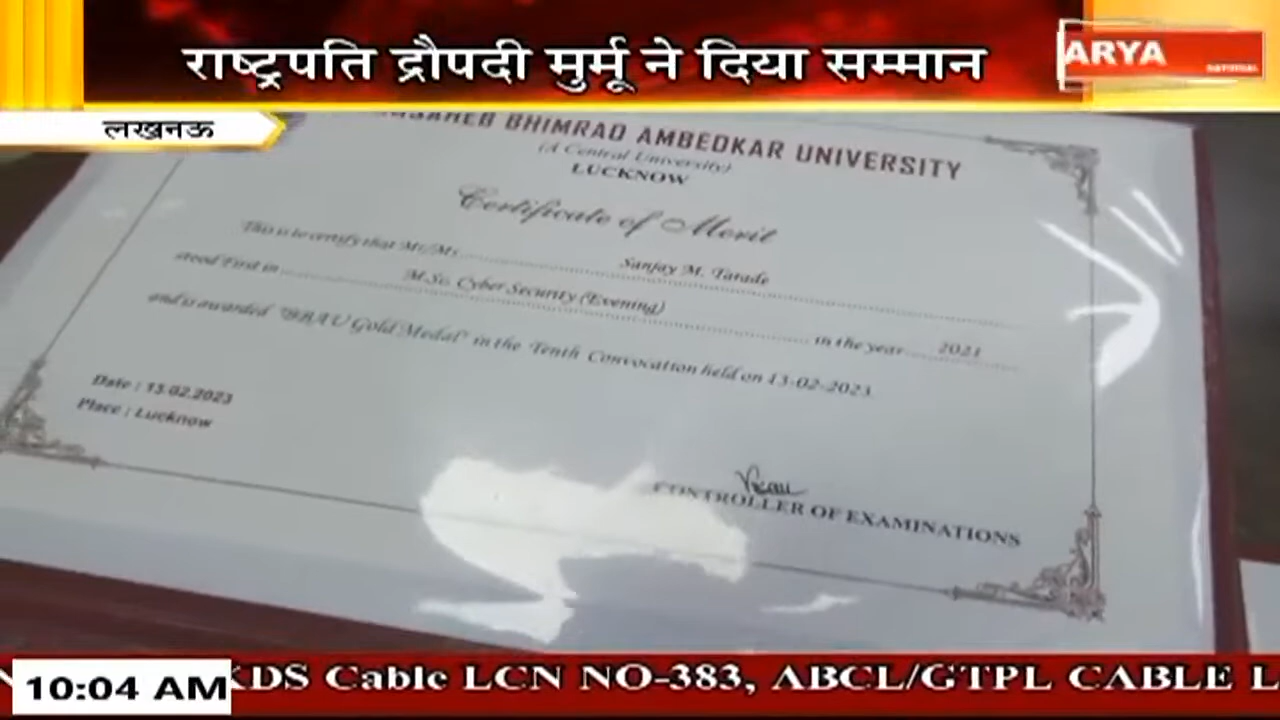 राष्ट्रपति द्रौपदी मुर्मू ने दिया सम्मान
ARYA
NATIONAL
लखनऊ
BHIMRAO AMBEDKAR UNIVERSITY
(A Central University)
LUCKNOW
Certificate of Merit
This is to certify that Mr./Ms. Sanjay M. Tarade
stood First in M.Sc. Cyber Security (Evening) in the year 2021
and is awarded "BBAU Gold Medal" in the Tenth Convocation held on 13-02-2023.
Date : 13.02.2023
Place : Lucknow
CONTROLLER OF EXAMINATIONS
10:04 AM
KDS Cable LCN NO-383, ABCL/GTPL CABLE L